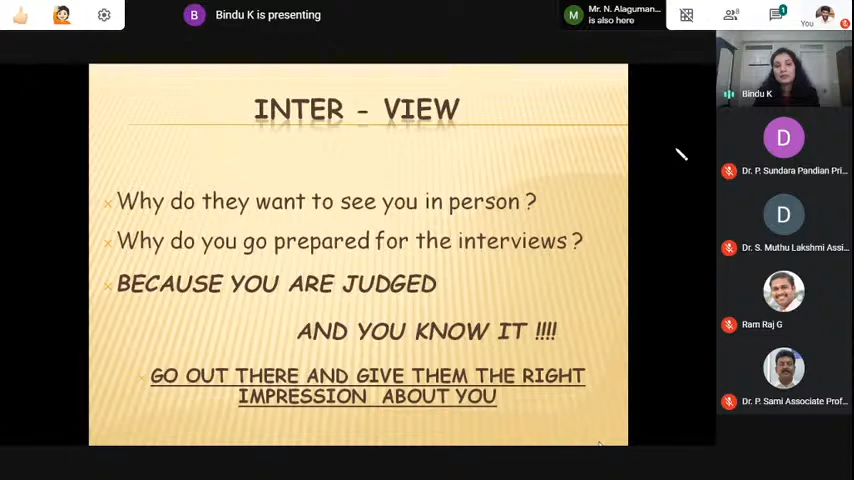 B
Bindu K is presenting
M
Mr. N. Alaguman...
is also here
8
1
You
INTER - VIEW
Why do they want to see you in person ?
Why do you go prepared for the interviews ?
BECAUSE YOU ARE JUDGED
AND YOU KNOW IT !!!!
GO OUT THERE AND GIVE THEM THE RIGHT
IMPRESSION ABOUT YOU
Bindu K
D
Dr. P. Sundara Pandian Pri...
D
Dr. S. Muthu Lakshmi Assi...
Ram Raj G
Dr. P. Sami Associate Prof...